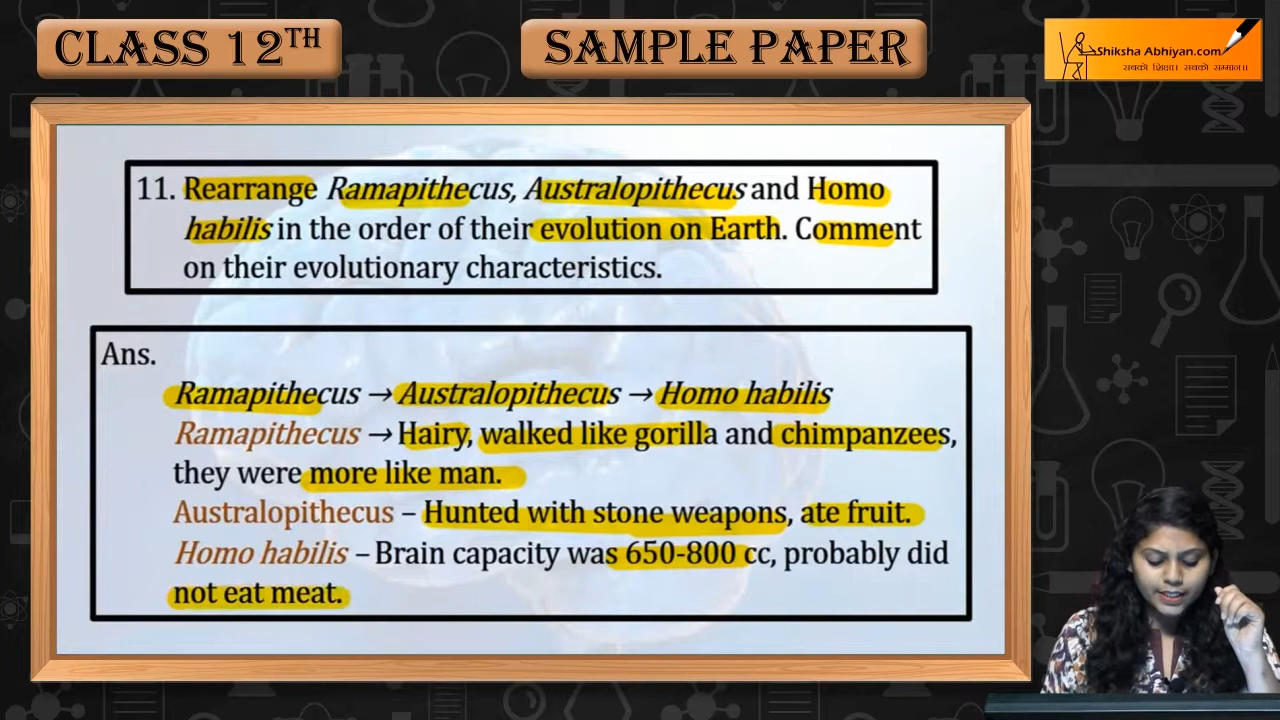 CLASS 12TH
SAMPLE PAPER
Shiksha Abhiyan.com
सबको शिक्षा। सबको सम्मान॥
11. Rearrange Ramapithecus, Australopithecus and Homo
habilis in the order of their evolution on Earth. Comment
on their evolutionary characteristics.
Ans.
Ramapithecus → Australopithecus → Homo habilis
Ramapithecus → Hairy, walked like gorilla and chimpanzees,
they were more like man.
Australopithecus – Hunted with stone weapons, ate fruit.
Homo habilis – Brain capacity was 650-800 cc, probably did
not eat meat.